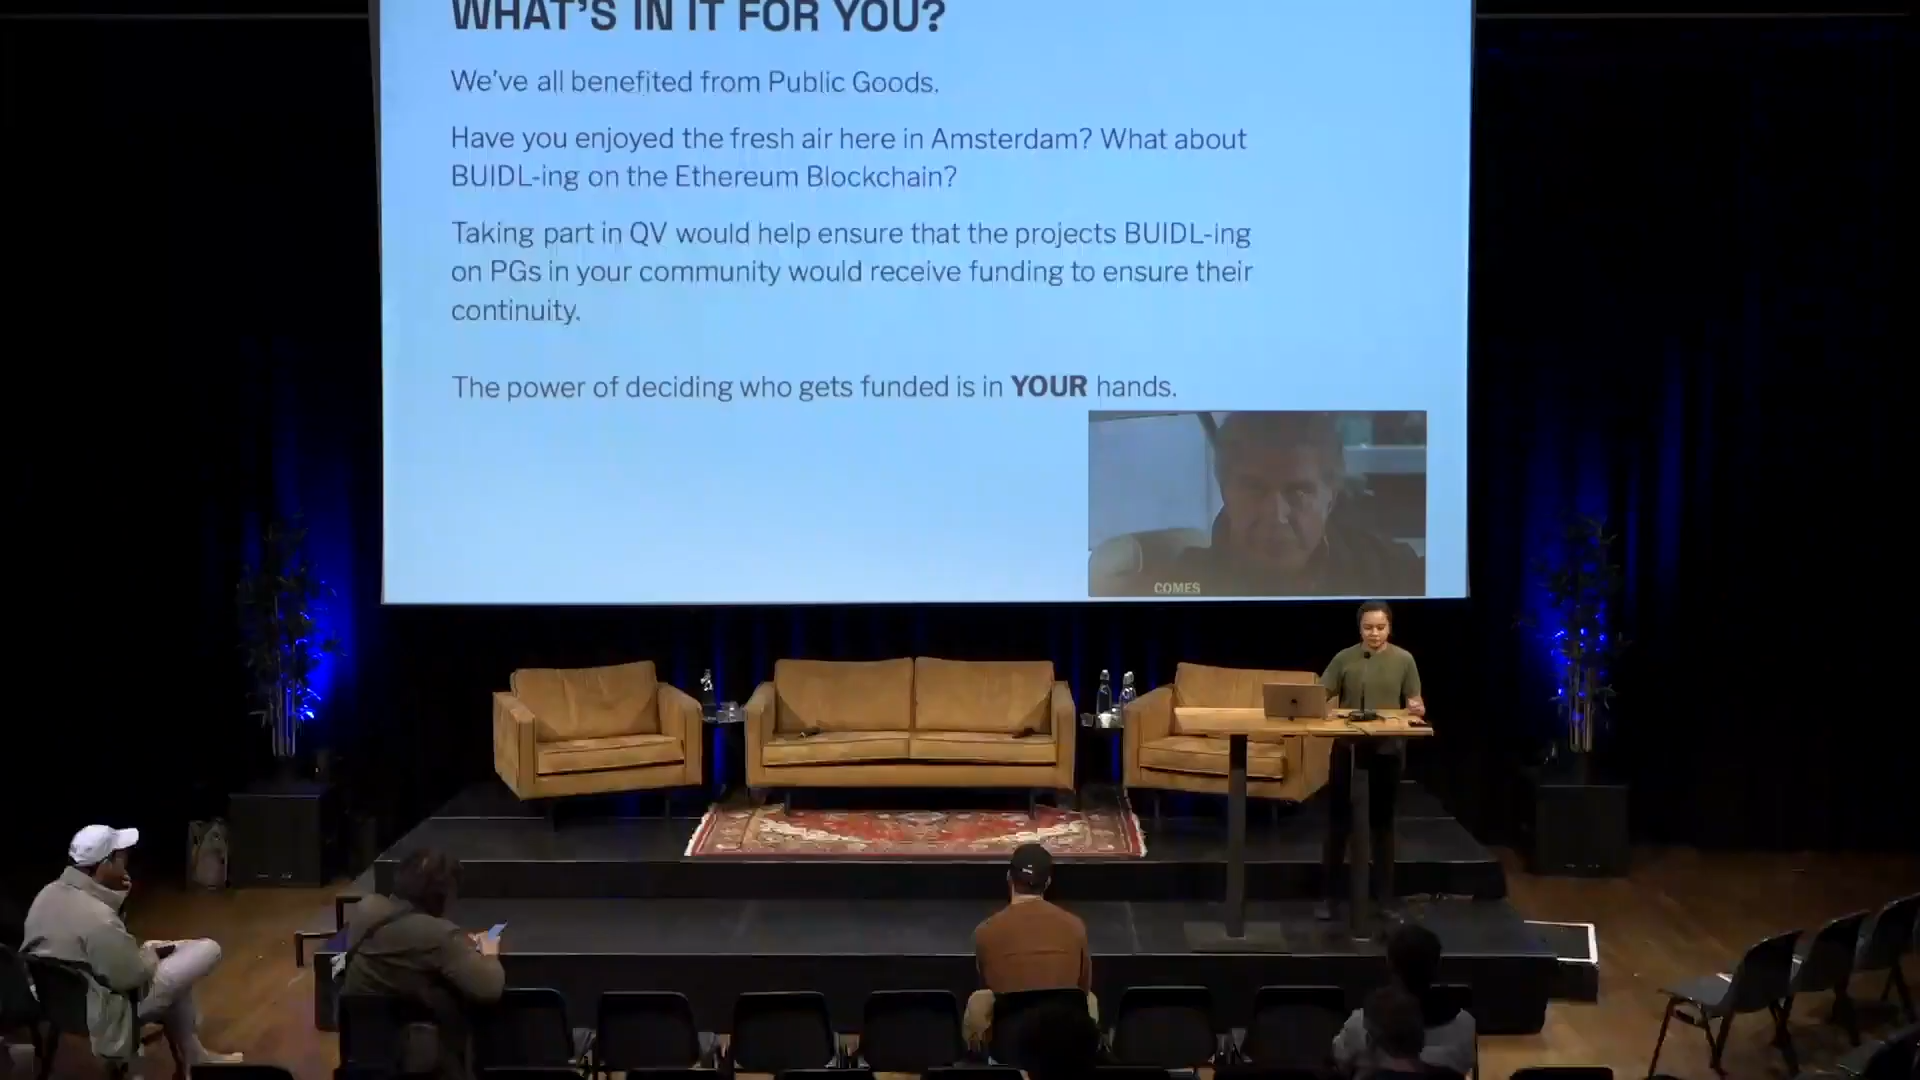 WHAT'S IN IT FOR YOU?
We've all benefited from Public Goods.
Have you enjoyed the fresh air here in Amsterdam? What about
BUIDL-ing on the Ethereum Blockchain?
Taking part in QV would help ensure that the projects BUIDL-ing
on PGs in your community would receive funding to ensure their
continuity.
The power of deciding who gets funded is in YOUR hands.
COMES